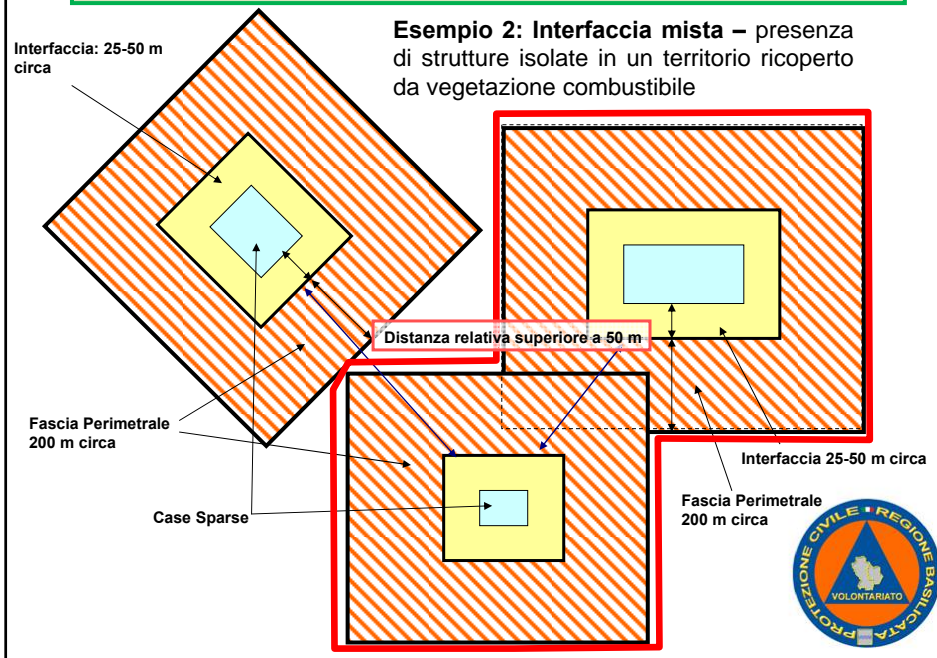 Esempio 2: Interfaccia mista – presenza
di strutture isolate in un territorio ricoperto
da vegetazione combustibile
Interfaccia: 25-50 m
circa
Distanza relativa superiore a 50 m
Fascia Perimetrale
200 m circa
Case Sparse
Interfaccia 25-50 m circa
Fascia Perimetrale
200 m circa
PROTEZIONE CIVILE REGIONE BASILICATA
VOLONTARIATO